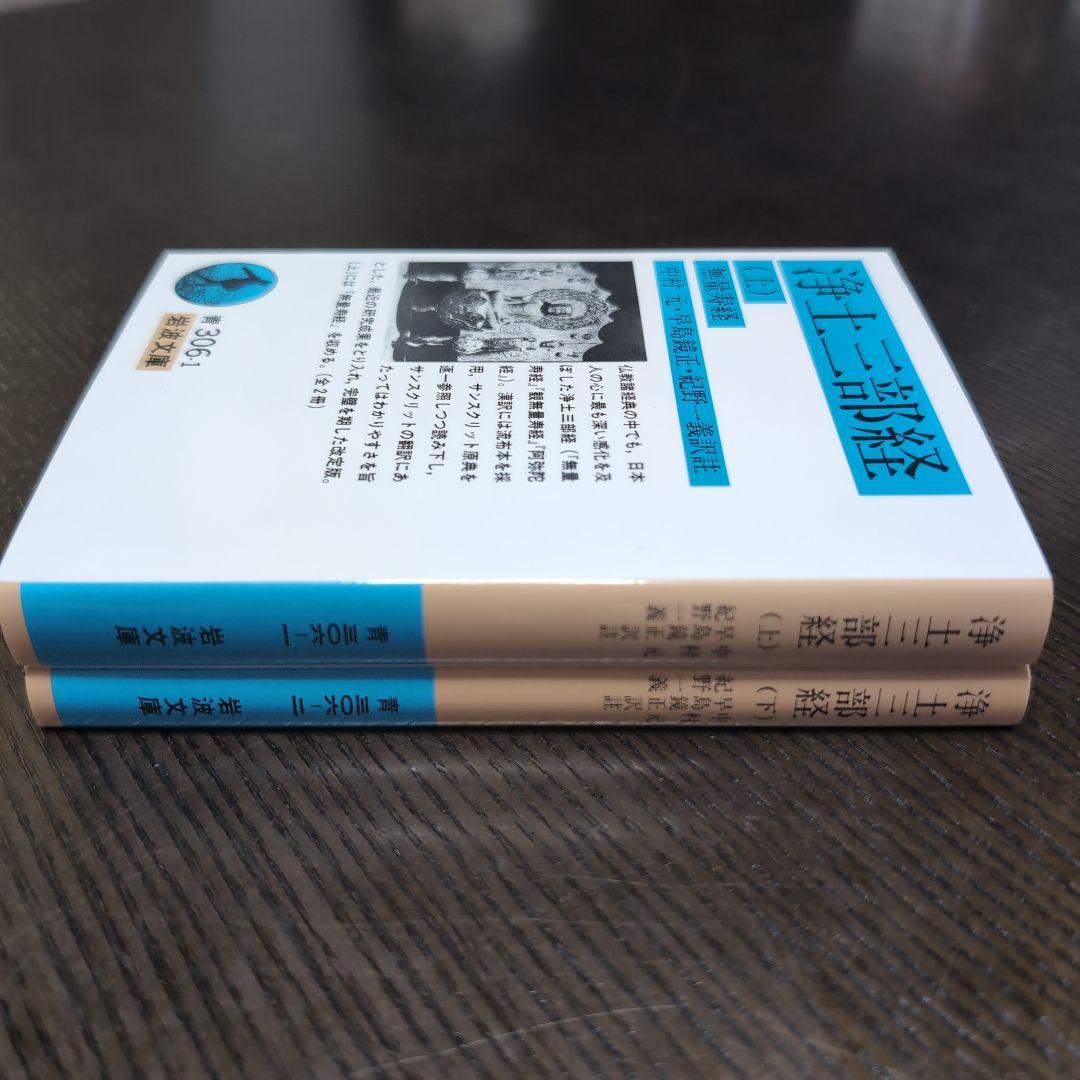 浄土三部経
(上)
無量寿経
中村 元・早島鏡正・紀野一義訳註
仏教諸経典の中でも，日本
人の心に最も深い感化を及
ぼした浄土三部経（『無量
寿経』『観無量寿経』『阿弥陀
経』）。漢訳には流布本を採
用，サンスクリット原典を
逐一参照しつつ読み下し，
サンスクリットの翻訳にあ
たってはわかりやすさを旨
とした．最近の研究成果をとり入れ，完璧を期した改定版。
(上)には『無量寿経』を収める。（全2冊）
青 306-1
岩波文庫
浄土三部経 (上)
中村 元
早島鏡正 訳註
紀野一義
青 三〇六-一
岩波文庫
浄土三部経 (下)
中村 元
早島鏡正 訳註
紀野一義
青 三〇六-二
岩波文庫